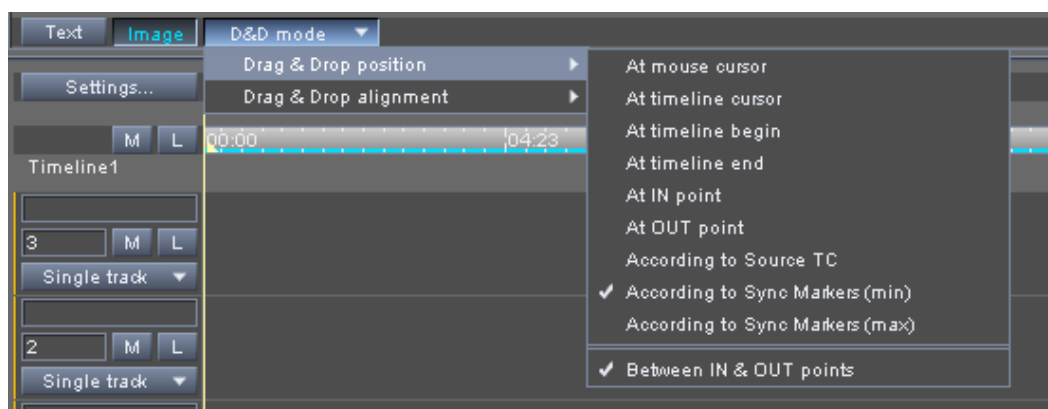 Text Image D&D mode
Drag & Drop position
Drag & Drop alignment
At mouse cursor
At timeline cursor
At timeline begin
At timeline end
At IN point
At OUT point
According to Source TC
According to Sync Markers (min)
According to Sync Markers (max)
Between IN & OUT points
Settings...
M L 00:00 04:23
Timeline1
3 M L
Single track
2 M L
Single track